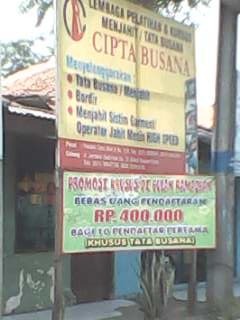 LEMBAGA PELATIHAN & KURSUS
MENJAHIT / TATA BUSANA
CIPTA BUSANA
Menyelenggarakan :
Tata Busana / Menjahit
Bordir
Menjahit Sistim Garment/
Operator Jahit Mesin HIGH SPEED
PROMOSI KHUSUS DI BULAN RAMADHAN
BEBAS UANG PENDAFTARAN
RP. 400.000
BAGI 10 PENDAFTAR PERTAMA
(KHUSUS TATA BUSANA)